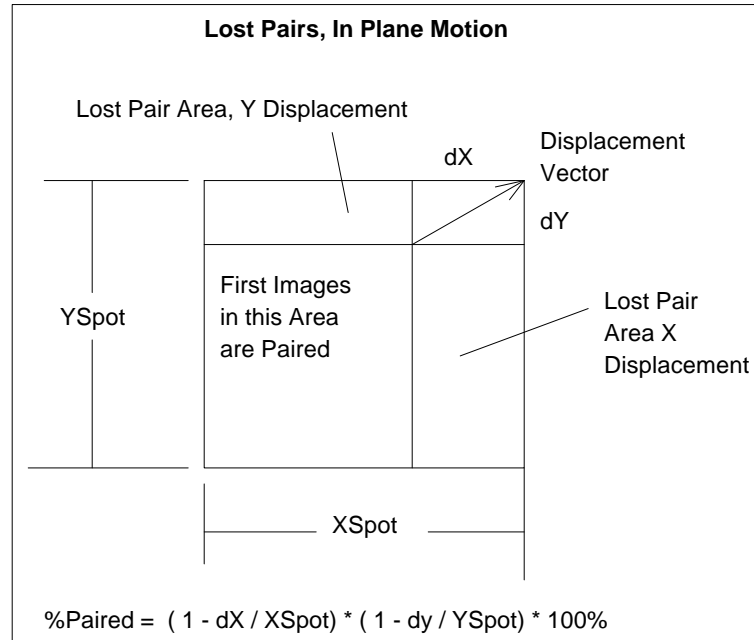 Lost Pairs, In Plane Motion
Lost Pair Area, Y Displacement
Displacement
Vector
dX
dY
First Images
in this Area
are Paired
YSpot
Lost Pair
Area X
Displacement
XSpot
%Paired = ( 1 - dX / XSpot) * ( 1 - dy / YSpot) * 100%